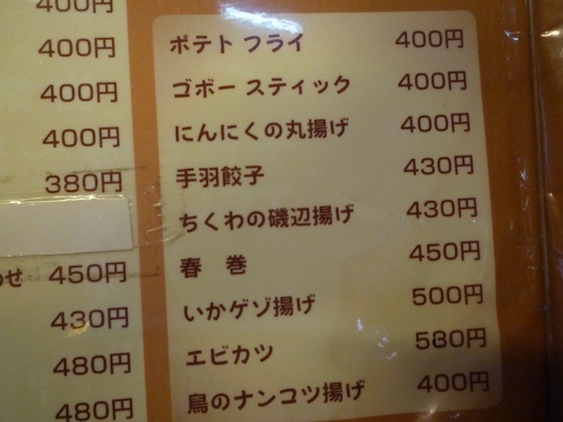 400円
400円
400円
400円
380円
わせ 450円
430円
480円
480円
ポテトフライ 400円
ゴボースティック 400円
にんにくの丸揚げ 400円
手羽餃子 430円
ちくわの磯辺揚げ 430円
春 巻 450円
いかゲソ揚げ 500円
エビカツ 580円
鳥のナンコツ揚げ 400円